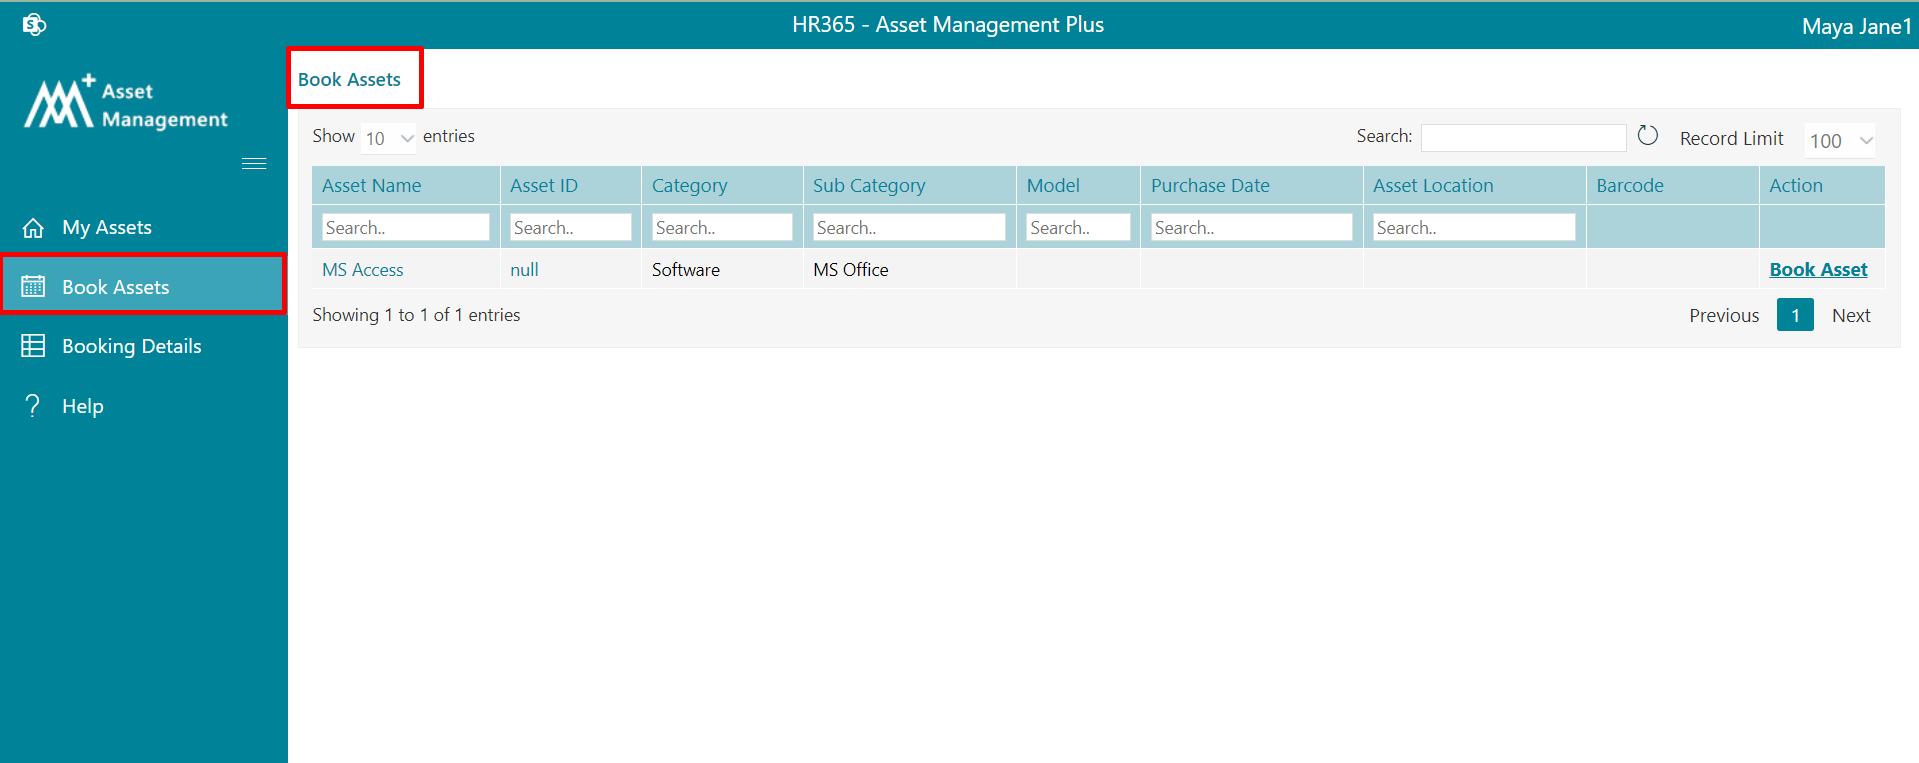 HR365 - Asset Management Plus
Maya Jane1
Asset
Management
My Assets
Book Assets
Booking Details
Help
Book Assets
Show 10 entries
Search:
Record Limit 100
Asset Name Asset ID Category Sub Category Model Purchase Date Asset Location Barcode Action
Search.. Search.. Search.. Search.. Search.. Search.. Search..
MS Access null Software MS Office Book Asset
Showing 1 to 1 of 1 entries
Previous 1 Next